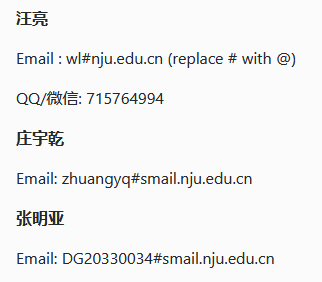 汪亮
Email : wl#nju.edu.cn (replace # with @)
QQ/微信: 715764994
庄宇乾
Email: zhuangyq#smail.nju.edu.cn
张明亚
Email: DG20330034#smail.nju.edu.cn